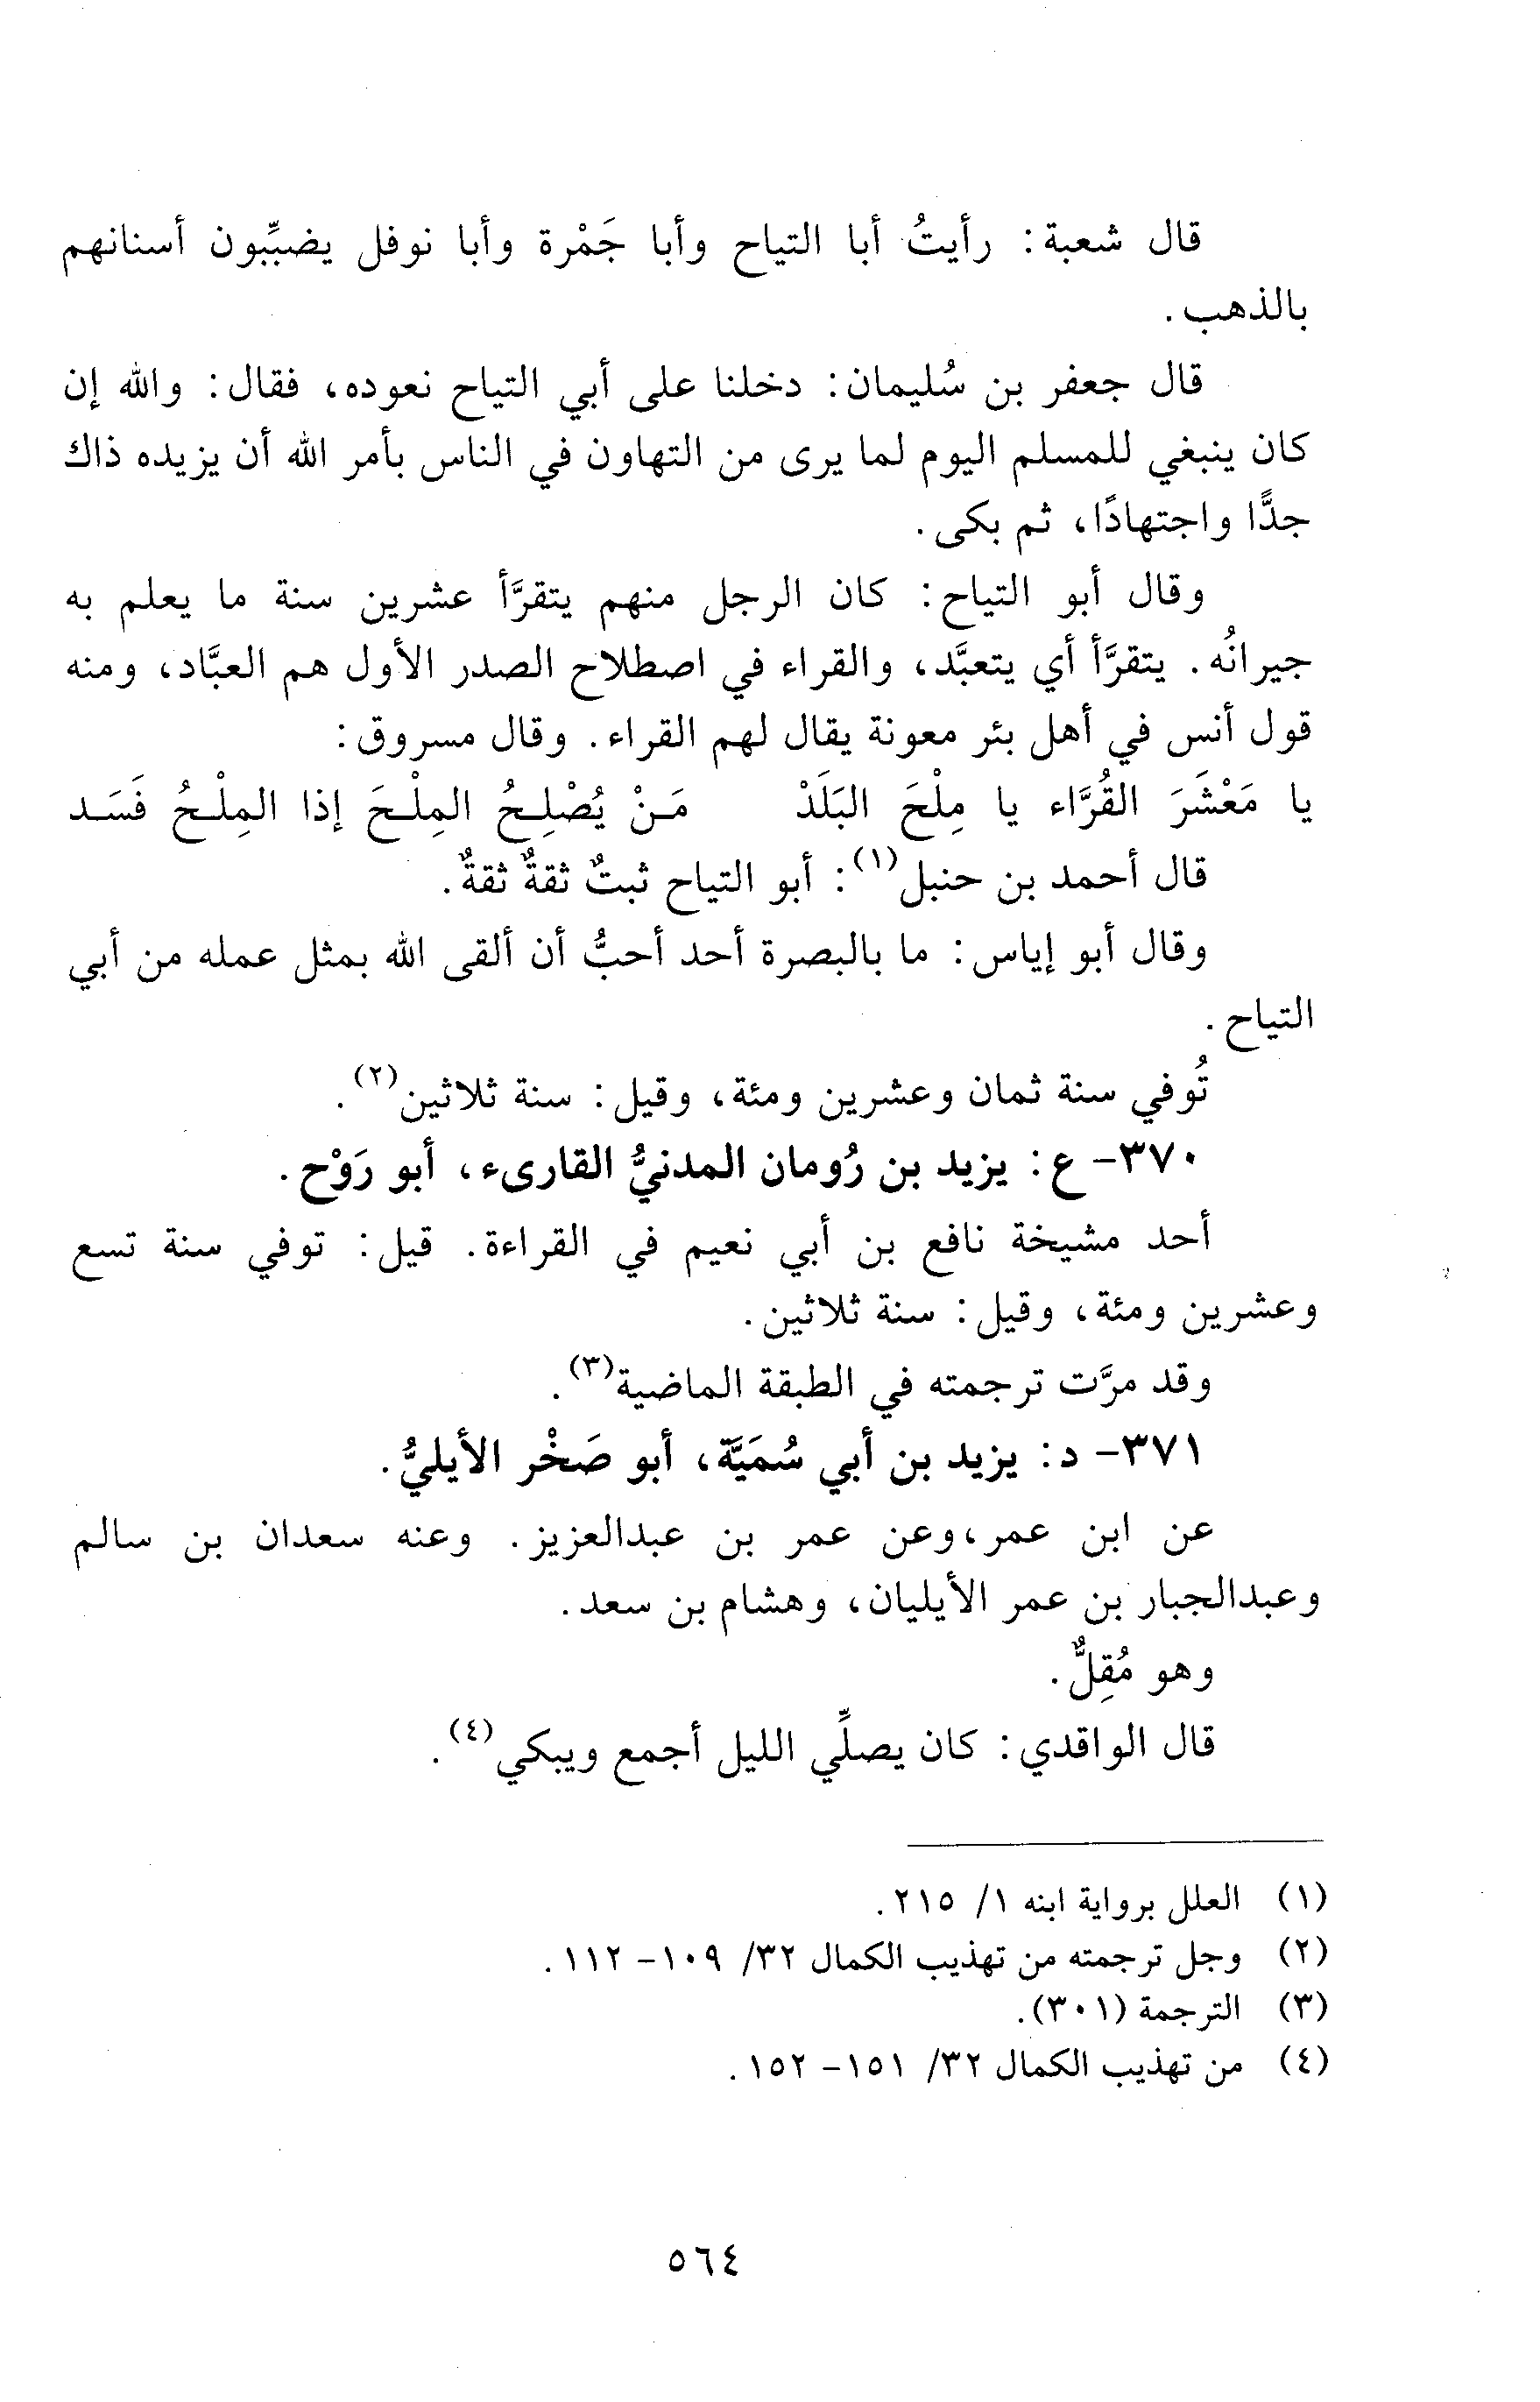 قال شعبة: رأيتُ أبا التياح وأبا جَمْرة وأبا نوفل يضبِّبون أسنانهم
بالذهب.
قال جعفر بن سُليمان: دخلنا على أبي التياح نعوده، فقال: والله إن
كان ينبغي للمسلم اليوم لما يرى من التهاون في الناس بأمر الله أن يزيده ذاك
جدًّا واجتهادًا، ثم بكى.
وقال أبو التياح: كان الرجل منهم يتقرَّأ عشرين سنة ما يعلم به
جيرانُه. يتقرَّأ أي يتعبَّد، والقراء في اصطلاح الصدر الأول هم العبَّاد، ومنه
قول أنس في أهل بئر معونة يقال لهم القراء. وقال مسروق:
يا مَعْشَرَ القُرَّاء يا مِلْحَ البَلَدْ مَـنْ يُصْلِـحُ المِلْـحَ إذا المِلْـحُ فَسَـد
قال أحمد بن حنبل(١): أبو التياح ثبتٌ ثقةٌ ثقةٌ.
وقال أبو إياس: ما بالبصرة أحد أحبُّ أن ألقى الله بمثل عمله من أبي
التياح.
تُوفي سنة ثمان وعشرين ومئة، وقيل: سنة ثلاثين(٢).
٣٧٠- ع: يزيد بن رُومان المدنيُّ القارىء، أبو رَوْح.
أحد مشيخة نافع بن أبي نعيم في القراءة. قيل: توفي سنة تسع
وعشرين ومئة، وقيل: سنة ثلاثين.
وقد مرَّت ترجمته في الطبقة الماضية(٣).
٣٧١- د: يزيد بن أبي سُمَيَّة، أبو صَخْر الأيليُّ.
عن ابن عمر،وعن عمر بن عبدالعزيز. وعنه سعدان بن سالم
وعبدالجبار بن عمر الأيليان، وهشام بن سعد.
وهو مُقِلٌّ.
قال الواقدي: كان يصلِّي الليل أجمع ويبكي(٤).
(١) العلل برواية ابنه ١/ ٢١٥.
(٢) وجل ترجمته من تهذيب الكمال ٣٢/ ١٠٩- ١١٢.
(٣) الترجمة (٣٠١).
(٤) من تهذيب الكمال ٣٢/ ١٥١- ١٥٢.
٥٦٤